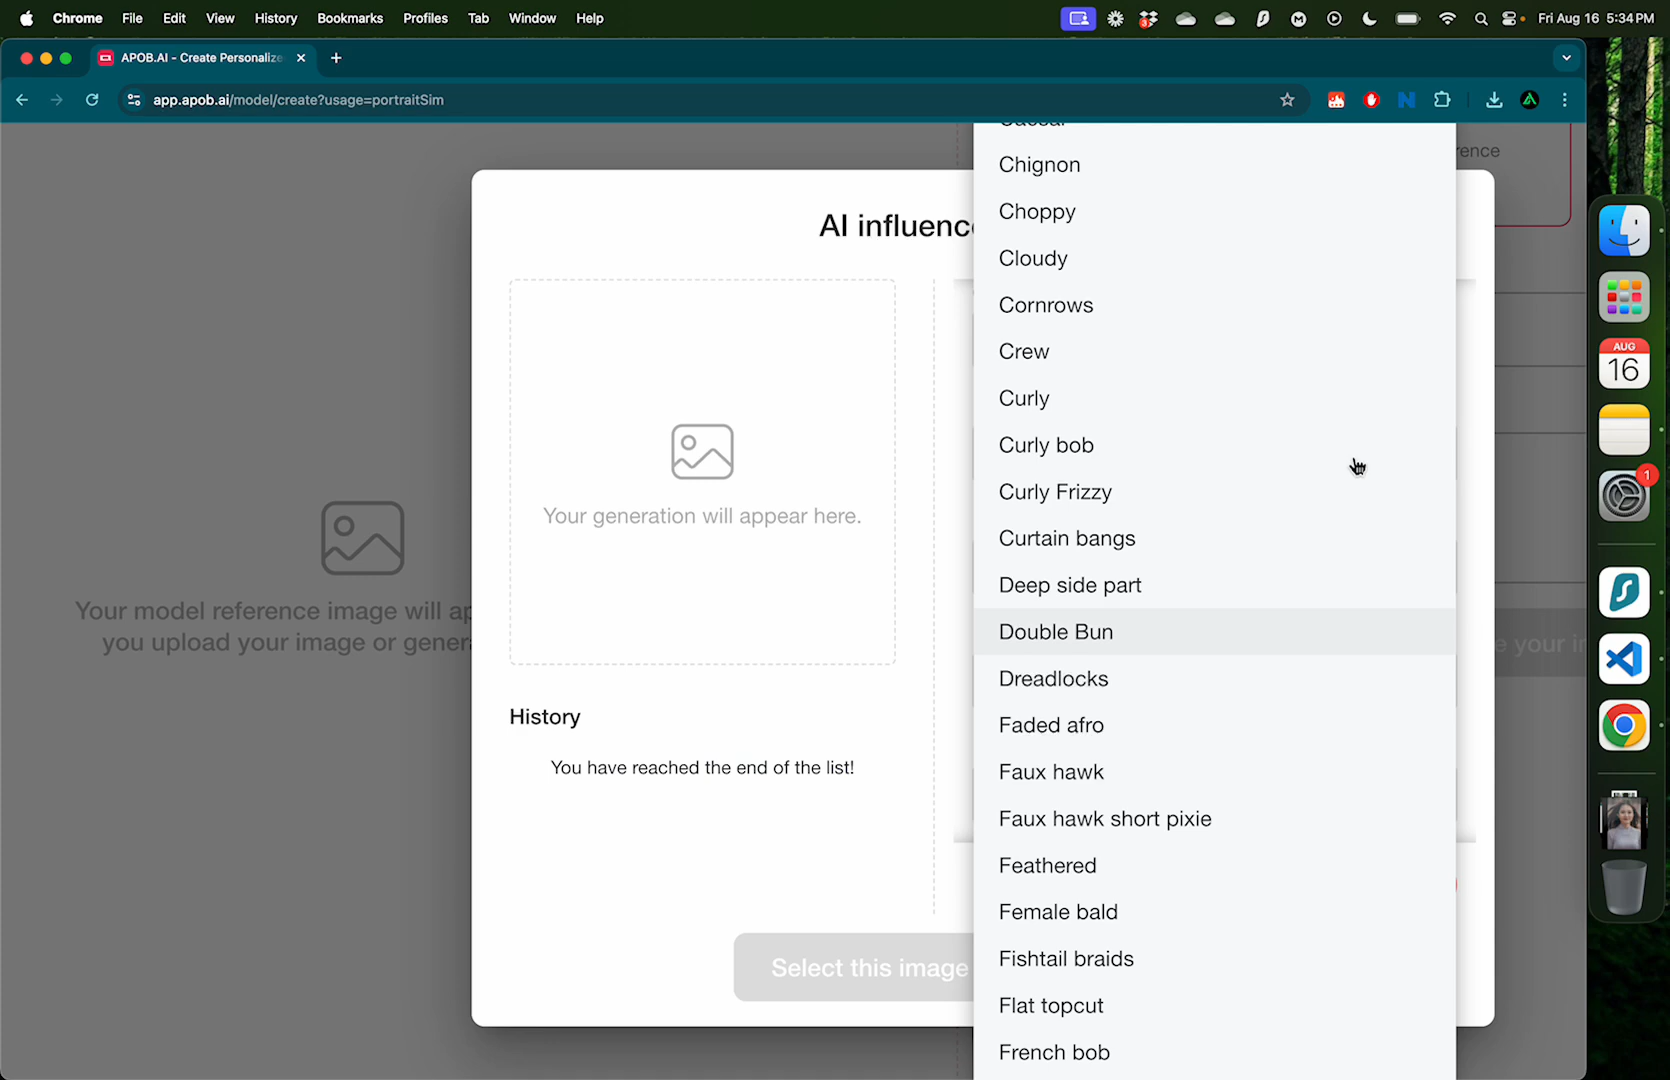 Chrome File Edit View History Bookmarks Profiles Tab Window Help
3
Fri Aug 16 5:34 PM
APOB.AI - Create Personalize
app.apob.ai/model/create?usage=portraitSim
rence
AI influenc
Your generation will appear here.
Your model reference image will ap
you upload your image or genera
History
You have reached the end of the list!
Select this image
Caesar
Chignon
Choppy
Cloudy
Cornrows
Crew
Curly
Curly bob
Curly Frizzy
Curtain bangs
Deep side part
Double Bun
Dreadlocks
Faded afro
Faux hawk
Faux hawk short pixie
Feathered
Female bald
Fishtail braids
Flat topcut
French bob
e your i
AUG
16
1